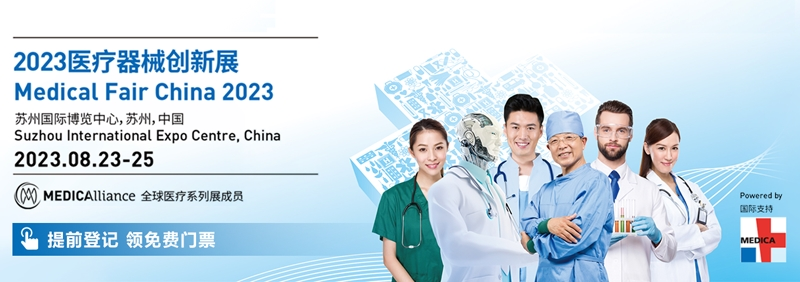 2023医疗器械创新展
Medical Fair China 2023
苏州国际博览中心，苏州，中国
Suzhou International Expo Centre, China
2023.08.23-25
MEDICAlliance 全球医疗系列展成员
提前登记 领免费门票
Powered by
国际支持
MEDICA